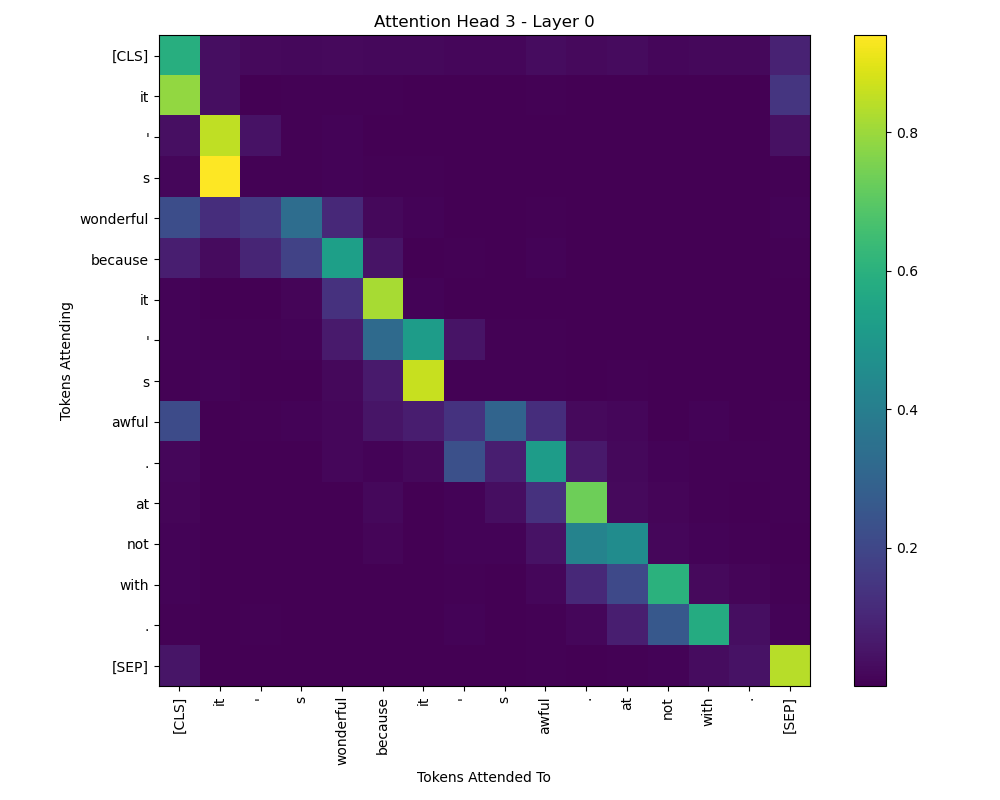 Attention Head 3 - Layer 0
Tokens Attending
[CLS]
it
'
s
wonderful
because
it
'
s
awful
.
at
not
with
.
[SEP]
[CLS]
it
'
s
wonderful
because
it
'
s
awful
.
at
not
with
.
[SEP]
Tokens Attended To
0.8
0.6
0.4
0.2